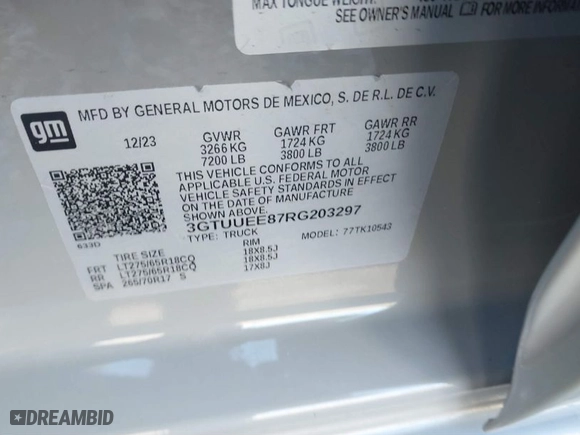 MAX TONGUE WEIGHT:
SEE OWNER'S MANUAL FOR MORE
gm
MFD BY GENERAL MOTORS DE MEXICO, S. DE R.L. DE C.V.
12/23 GVWR GAWR FRT GAWR RR
3266 KG 1724 KG 1724 KG
7200 LB 3800 LB 3800 LB
THIS VEHICLE CONFORMS TO ALL
APPLICABLE U.S. FEDERAL MOTOR
VEHICLE SAFETY STANDARDS IN EFFECT
ON THE DATE OF MANUFACTURE SHOWN ABOVE.
3GTUUEE87RG203297
TYPE: TRUCK MODEL: 77TK10543
633D
TIRE SIZE RIM
FRT LT275/65R18CQ 18X8.5J
RR LT275/65R18CQ 18X8.5J
SPA 265/70R17 S 17X8J
DREAMBID